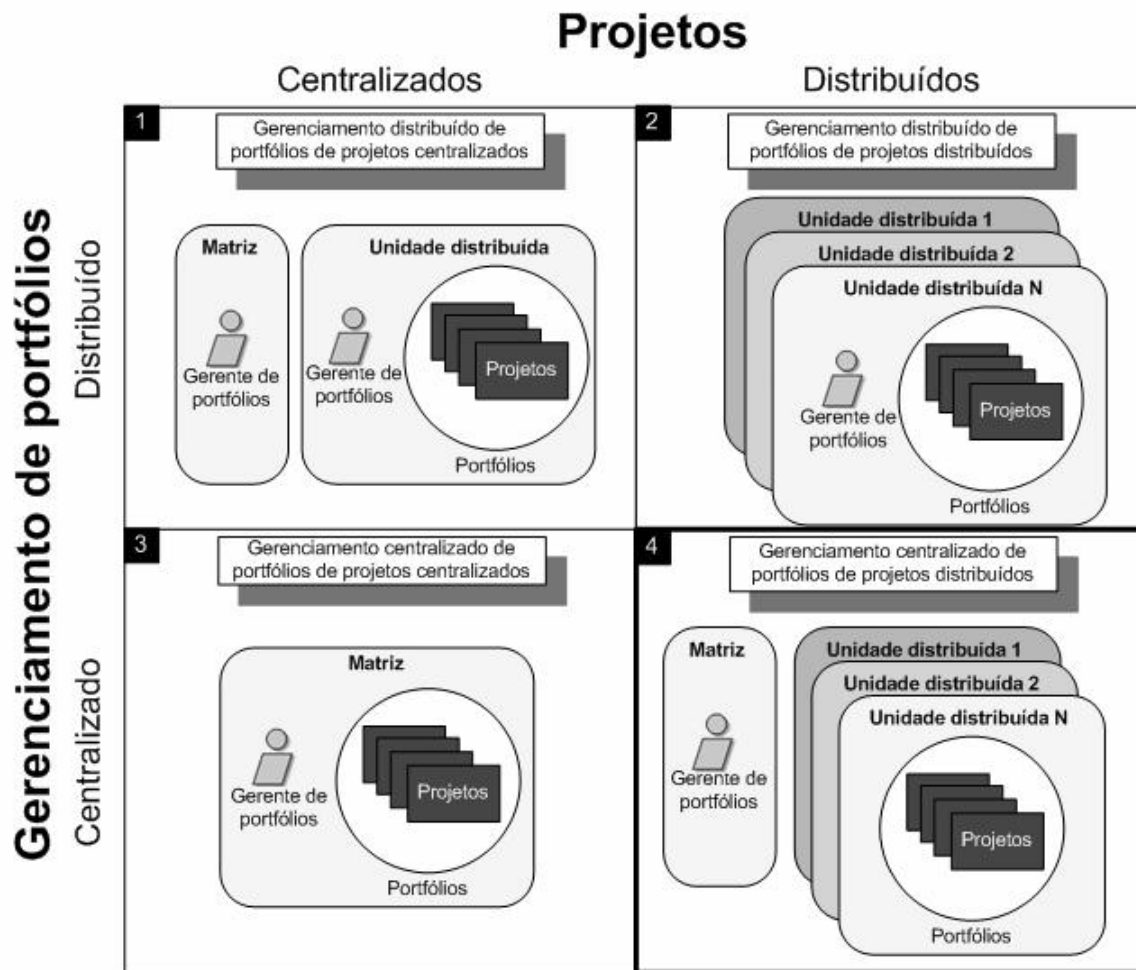 Projetos
Centralizados
Distribuídos
Gerenciamento de portfólios
Distribuído
Centralizado
1
Gerenciamento distribuído de
portfólios de projetos centralizados
Matriz
Gerente de
portfólios
Unidade distribuída
Gerente de
portfólios
Projetos
Portfólios
2
Gerenciamento distribuído de
portfólios de projetos distribuídos
Unidade distribuída 1
Unidade distribuída 2
Unidade distribuída N
Gerente de
portfólios
Projetos
Portfólios
3
Gerenciamento centralizado de
portfólios de projetos centralizados
Matriz
Gerente de
portfólios
Projetos
Portfólios
4
Gerenciamento centralizado de
portfólios de projetos distribuídos
Matriz
Gerente de
portfólios
Unidade distribuída 1
Unidade distribuída 2
Unidade distribuída N
Projetos
Portfólios